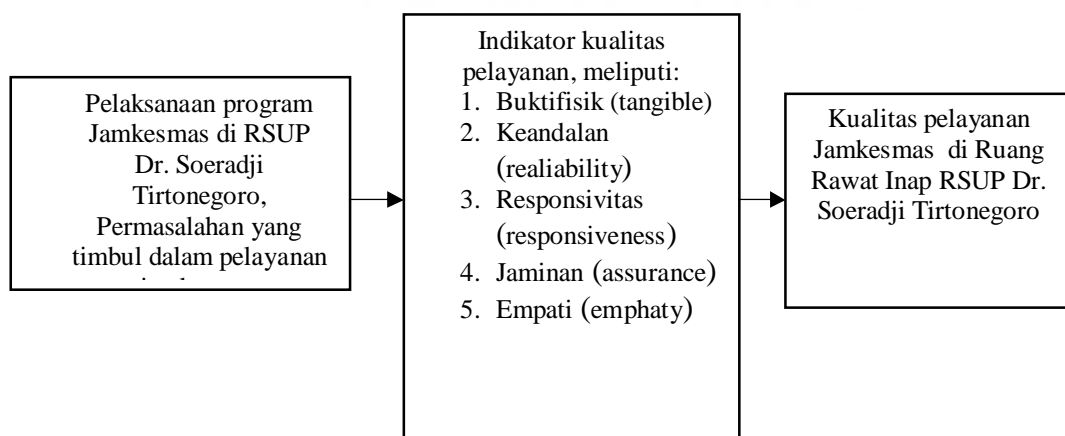 Pelaksanaan program
Jamkesmas di RSUP
Dr. Soeradji
Tirtonegoro,
Permasalahan yang
timbul dalam pelayanan
Indikator kualitas
pelayanan, meliputi:
1. Buktifisik (tangible)
2. Keandalan
(realiability)
3. Responsivitas
(responsiveness)
4. Jaminan (assurance)
5. Empati (emphaty)
Kualitas pelayanan
Jamkesmas di Ruang
Rawat Inap RSUP Dr.
Soeradji Tirtonegoro